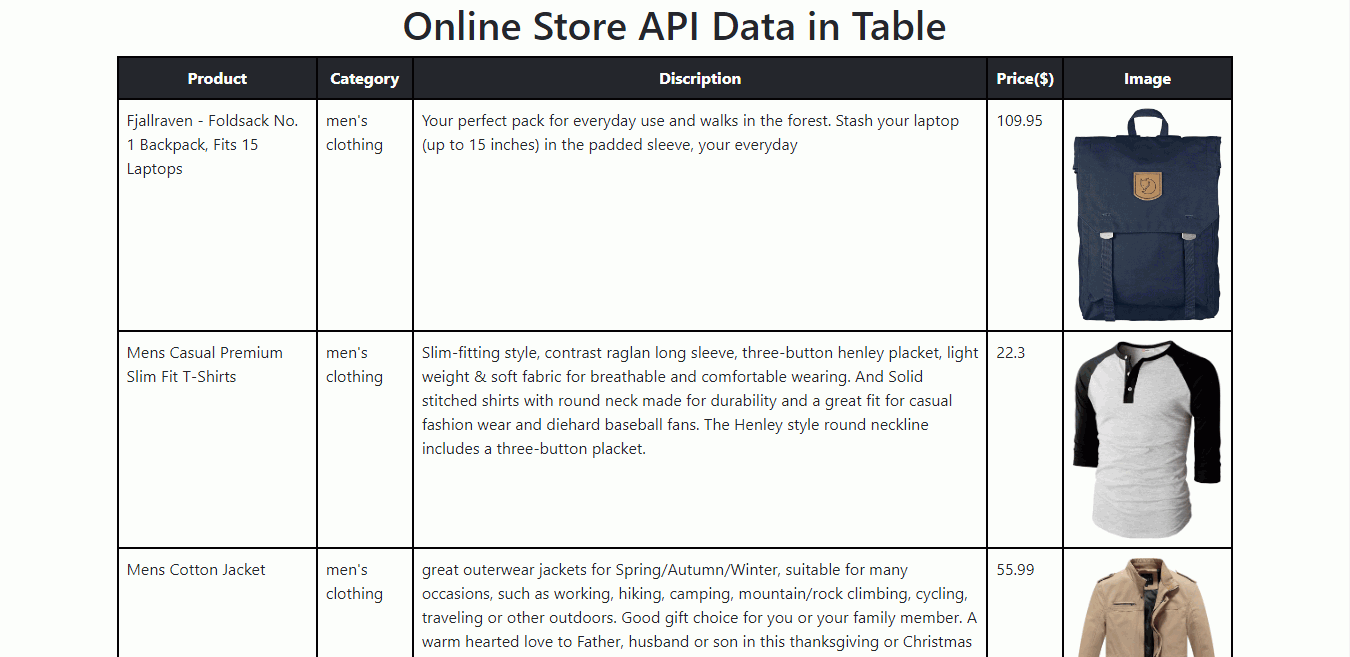 Online Store API Data in Table
Product Category Discription Price($) Image
Fjallraven - Foldsack No.
1 Backpack, Fits 15
Laptops
men's
clothing
Your perfect pack for everyday use and walks in the forest. Stash your laptop
(up to 15 inches) in the padded sleeve, your everyday
109.95
Mens Casual Premium
Slim Fit T-Shirts
men's
clothing
Slim-fitting style, contrast raglan long sleeve, three-button henley placket, light
weight & soft fabric for breathable and comfortable wearing. And Solid
stitched shirts with round neck made for durability and a great fit for casual
fashion wear and diehard baseball fans. The Henley style round neckline
includes a three-button placket.
22.3
Mens Cotton Jacket
men's
clothing
great outerwear jackets for Spring/Autumn/Winter, suitable for many
occasions, such as working, hiking, camping, mountain/rock climbing, cycling,
traveling or other outdoors. Good gift choice for you or your family member. A
warm hearted love to Father, husband or son in this thanksgiving or Christmas
55.99